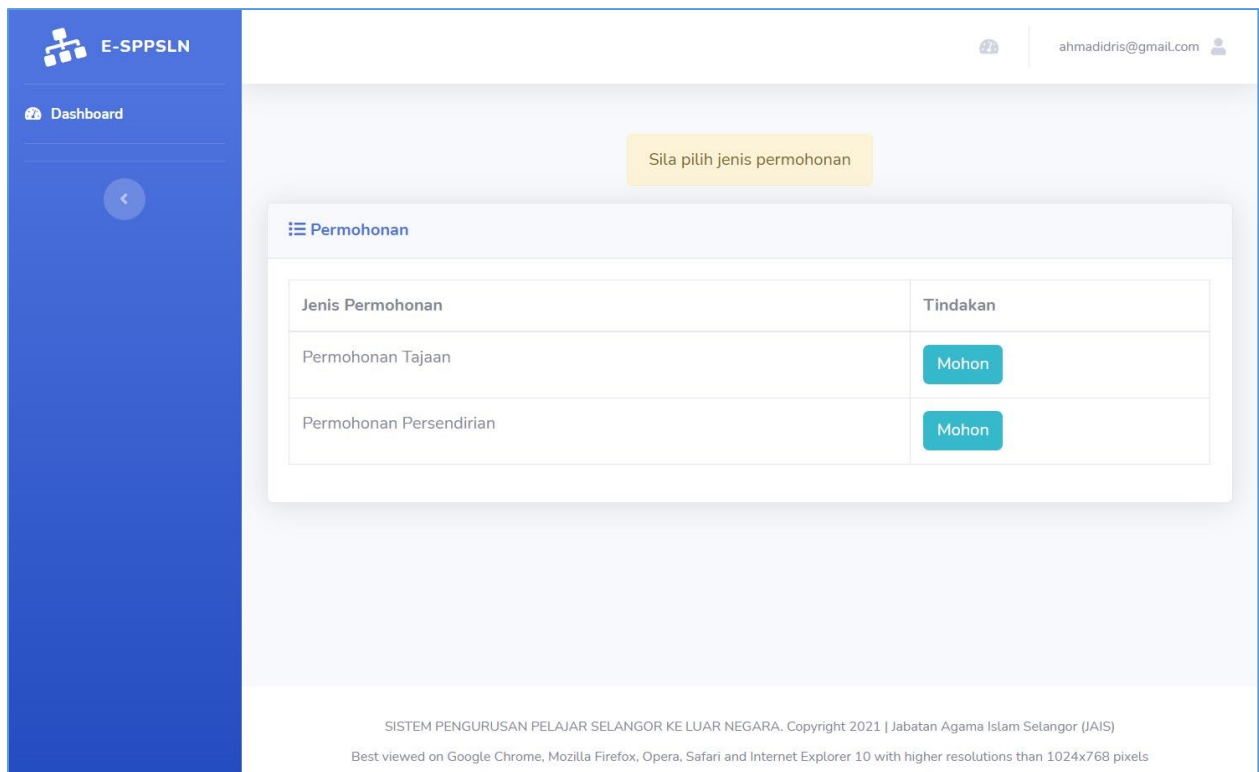 E-SPPSLN
ahmadidris@gmail.com
Dashboard
Sila pilih jenis permohonan
Permohonan
Jenis Permohonan Tindakan
Permohonan Tajaan Mohon
Permohonan Persendirian Mohon
SISTEM PENGURUSAN PELAJAR SELANGOR KE LUAR NEGARA. Copyright 2021 | Jabatan Agama Islam Selangor (JAIS)
Best viewed on Google Chrome, Mozilla Firefox, Opera, Safari and Internet Explorer 10 with higher resolutions than 1024x768 pixels